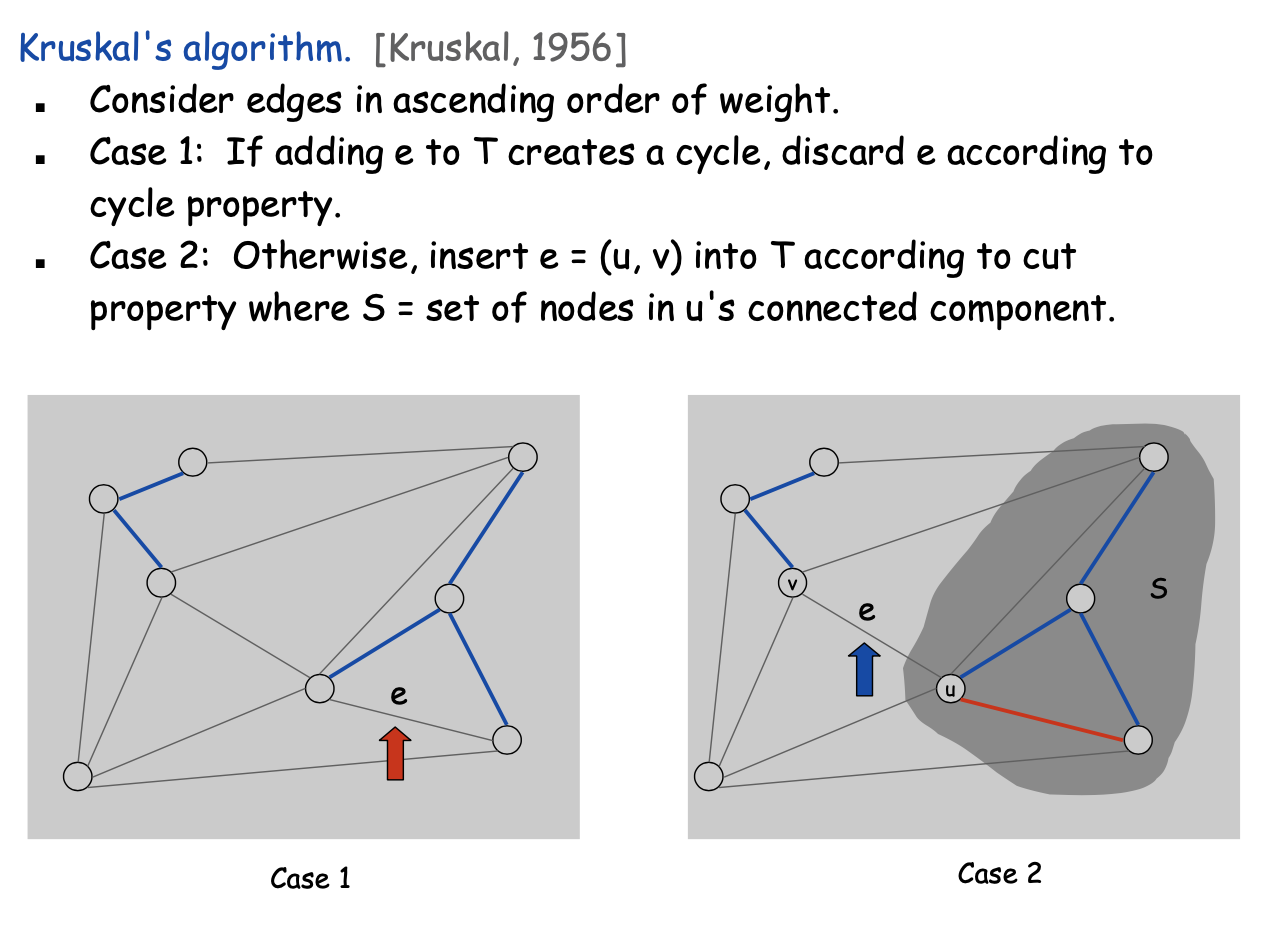 Kruskal's algorithm. [Kruskal, 1956]
▪ Consider edges in ascending order of weight.
▪ Case 1: If adding e to T creates a cycle, discard e according to
cycle property.
▪ Case 2: Otherwise, insert e = (u, v) into T according to cut
property where S = set of nodes in u's connected component.
e
Case 1
v
e
S
u
Case 2